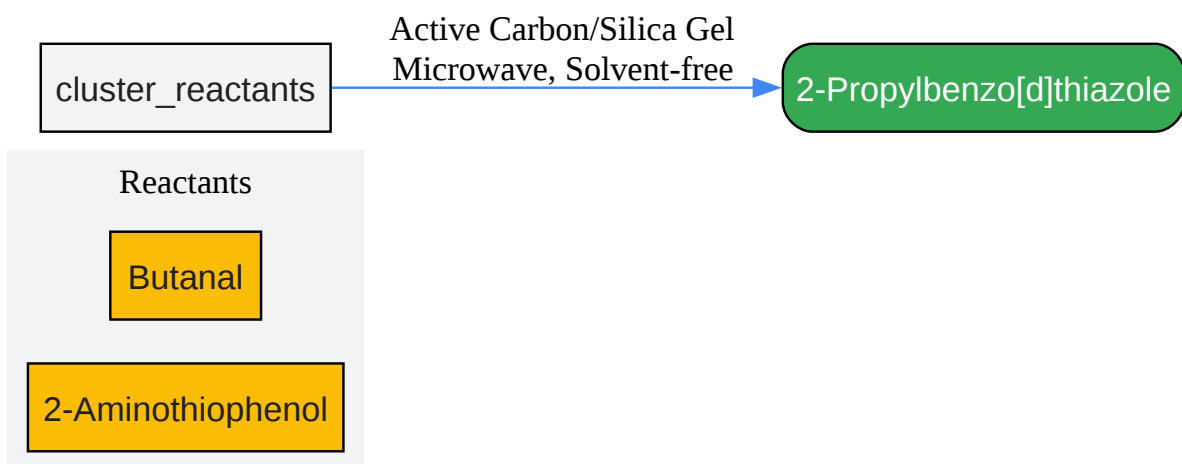 Active Carbon/Silica Gel
Microwave, Solvent-free
cluster_reactants
2-Propylbenzo[d]thiazole
Reactants
Butanal
2-Aminothiophenol